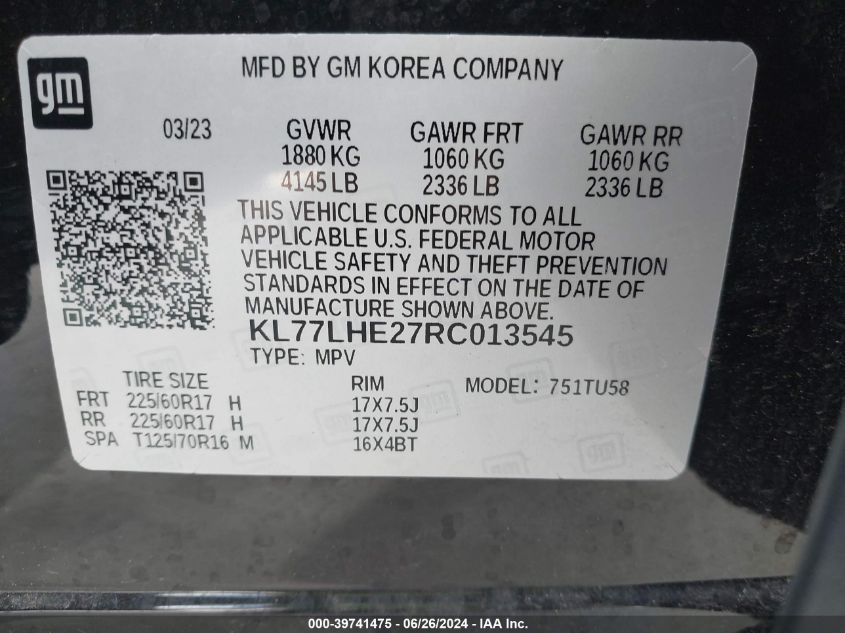 gm
MFD BY GM KOREA COMPANY
03/23 GVWR GAWR FRT GAWR RR
1880 KG 1060 KG 1060 KG
4145 LB 2336 LB 2336 LB
THIS VEHICLE CONFORMS TO ALL
APPLICABLE U.S. FEDERAL MOTOR
VEHICLE SAFETY AND THEFT PREVENTION
STANDARDS IN EFFECT ON THE DATE OF
MANUFACTURE SHOWN ABOVE.
KL77LHE27RC013545
TYPE: MPV
TIRE SIZE RIM MODEL: 751TU58
FRT 225/60R17 H 17X7.5J
RR 225/60R17 H 17X7.5J
SPA T125/70R16 M 16X4BT
000-39741475 - 06/26/2024 - IAA Inc.